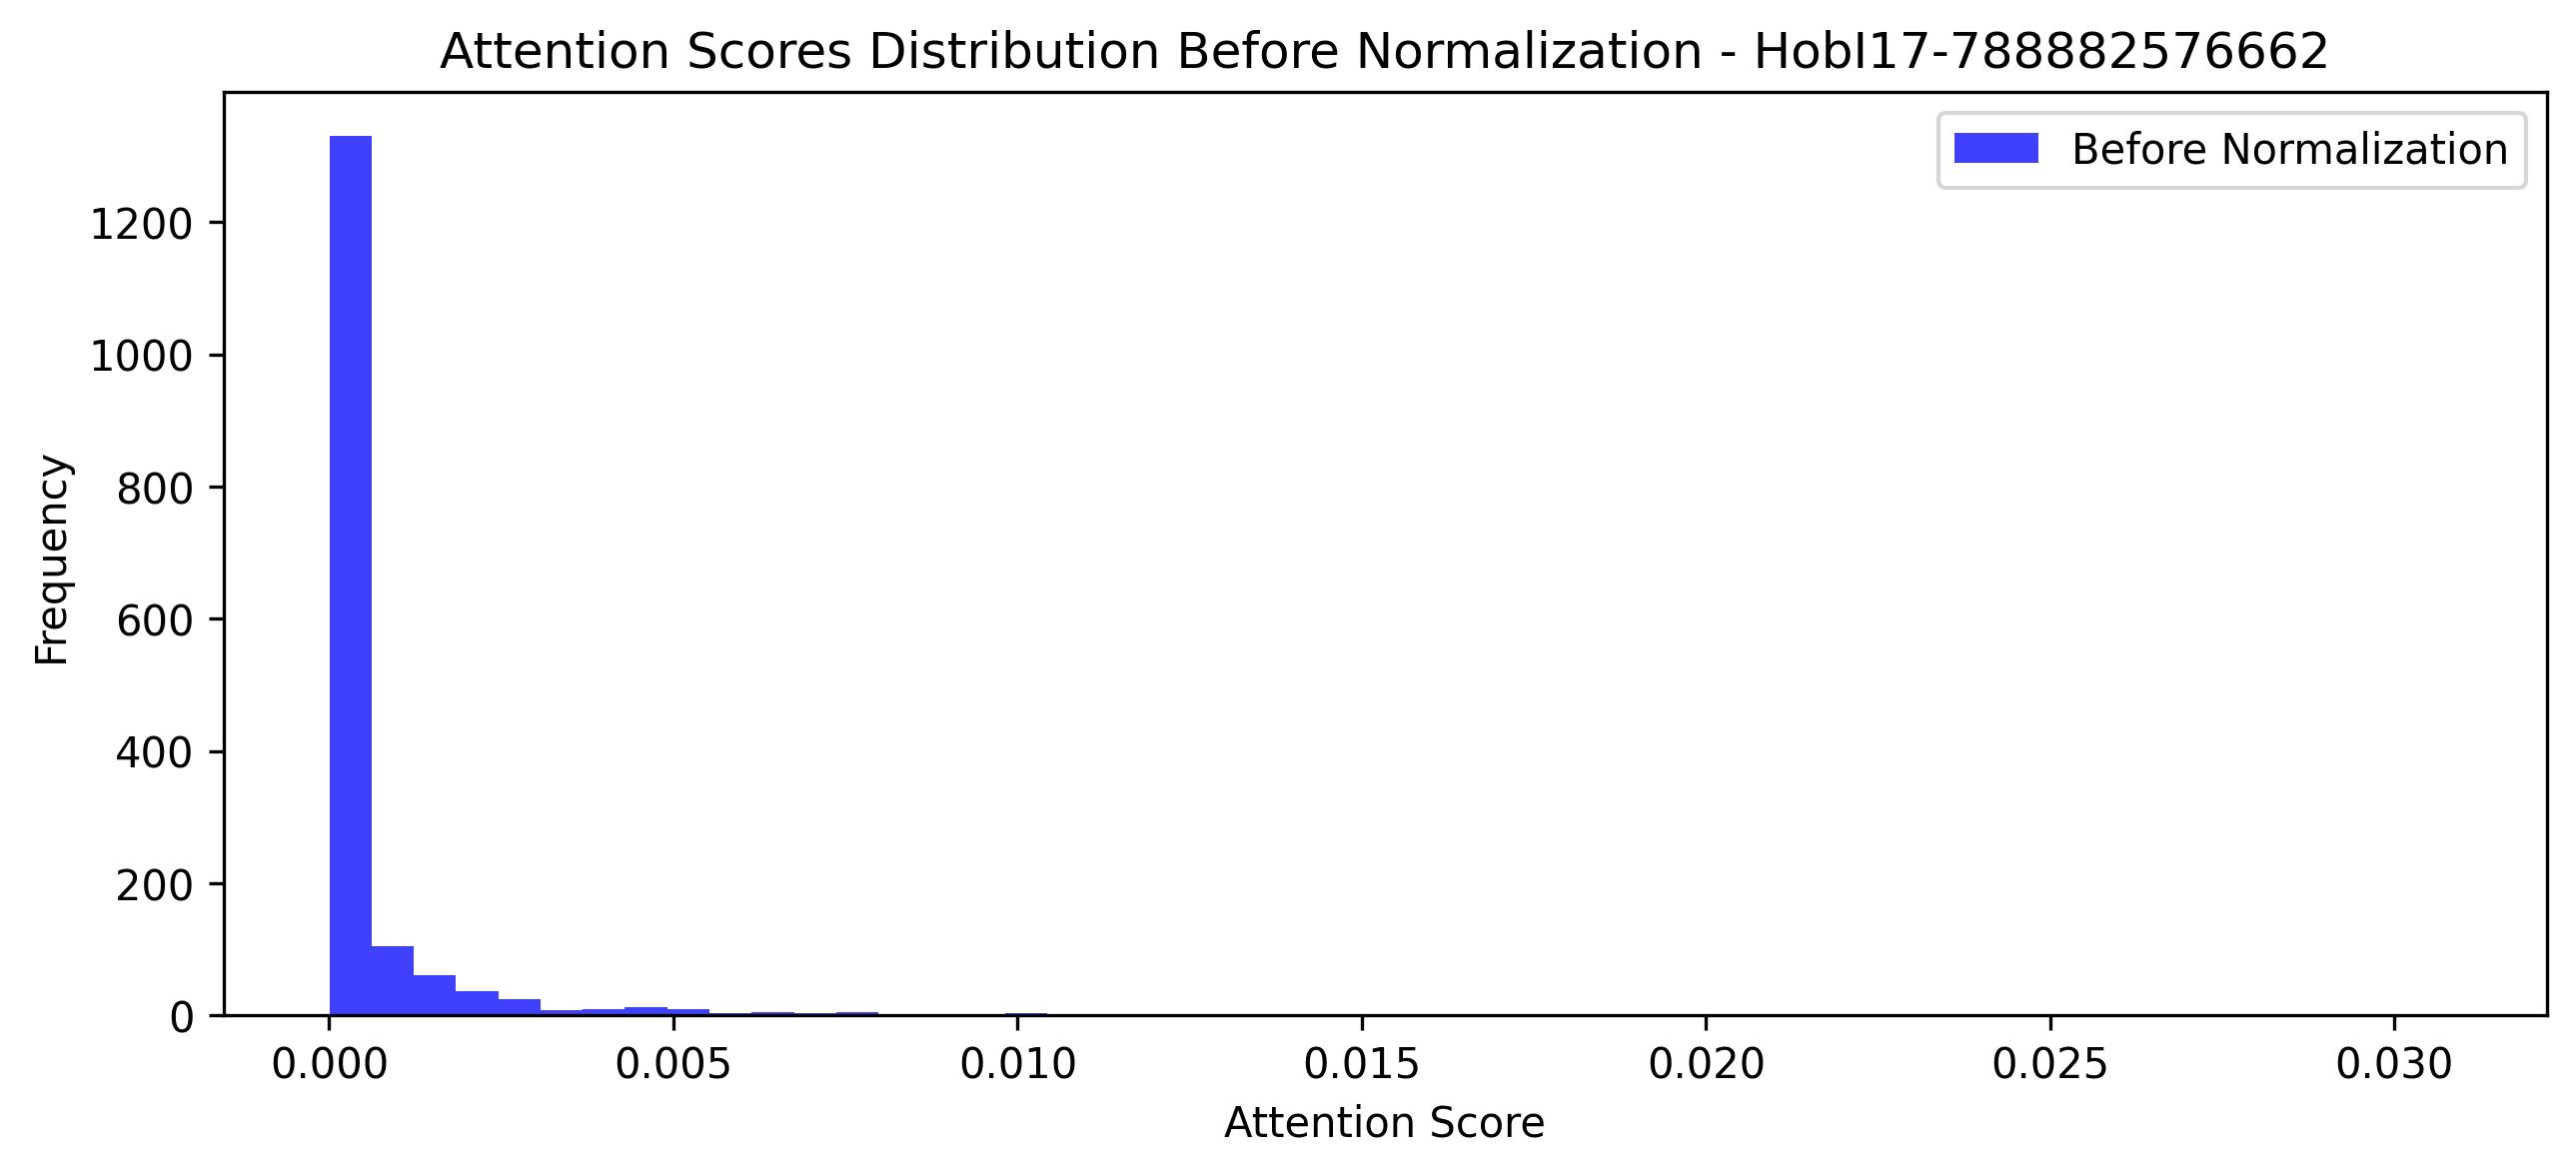 Attention Scores Distribution Before Normalization - HobI17-788882576662
Before Normalization
Frequency
1200
1000
800
600
400
200
0
0.000 0.005 0.010 0.015 0.020 0.025 0.030
Attention Score